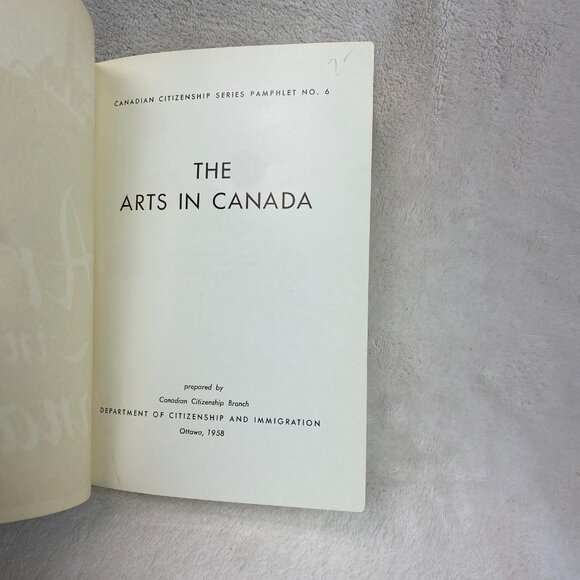 CANADIAN CITIZENSHIP SERIES PAMPHLET NO. 6
THE
ARTS IN CANADA
prepared by
Canadian Citizenship Branch
DEPARTMENT OF CITIZENSHIP AND IMMIGRATION
Ottawa, 1958